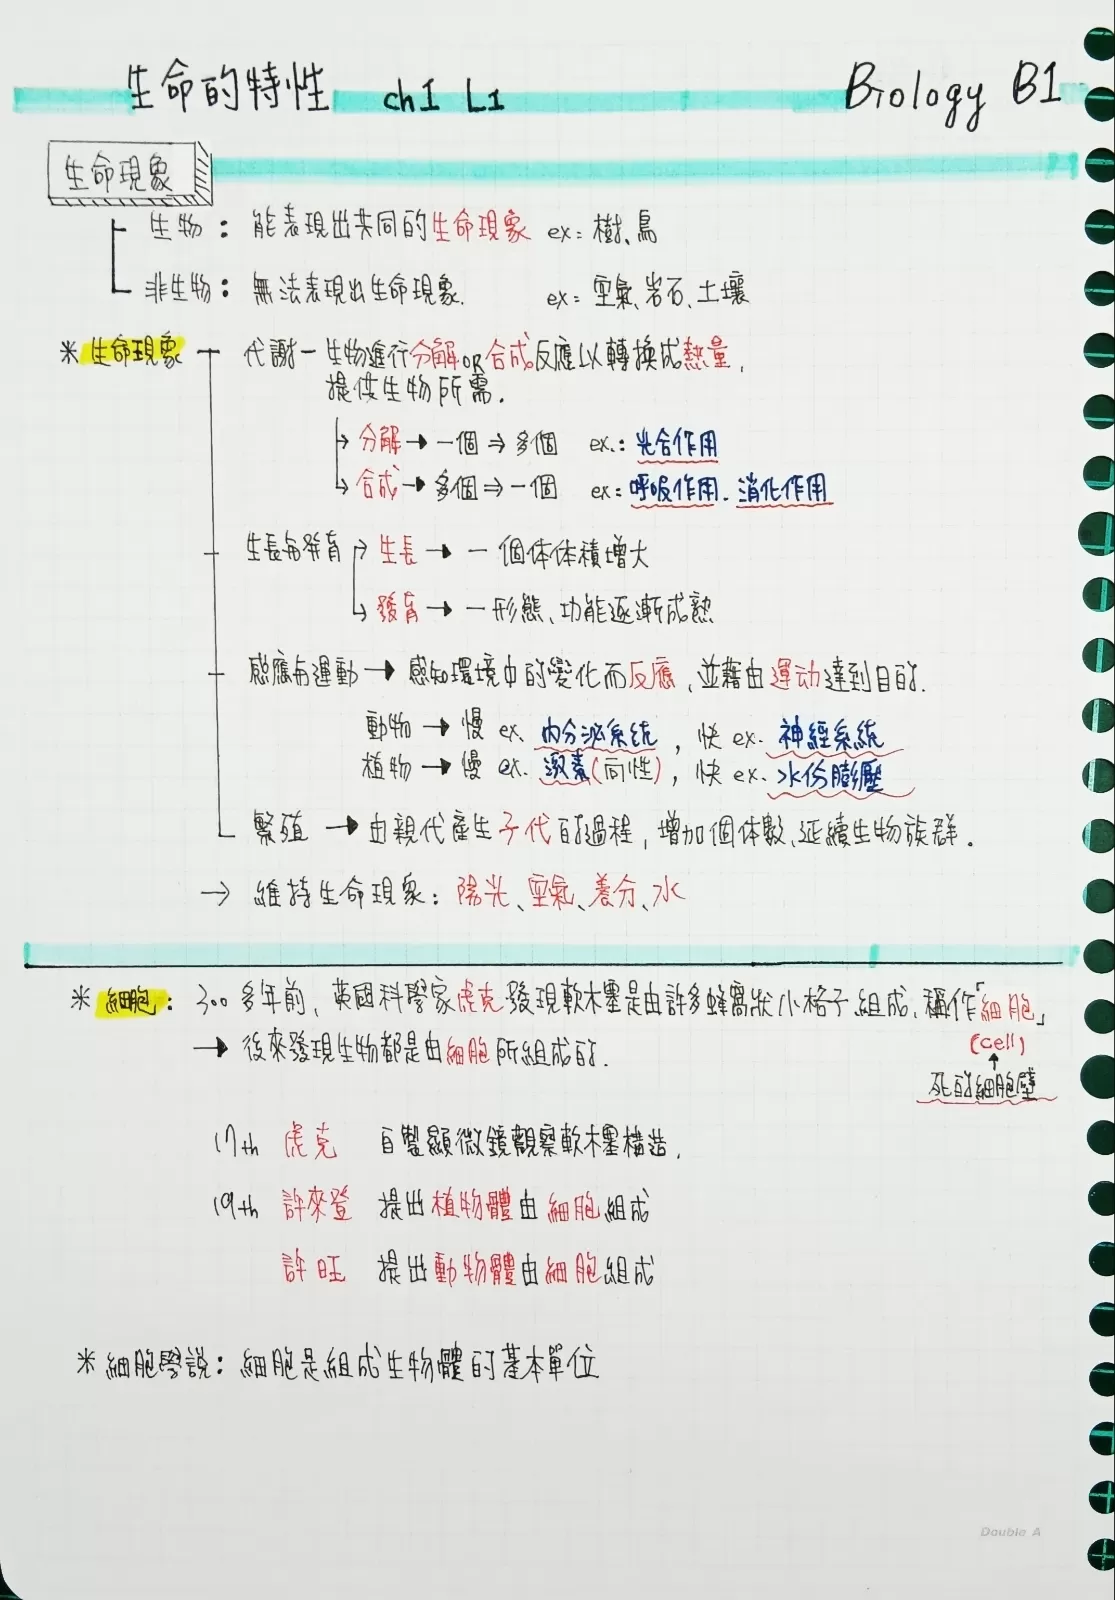 生命的特性 ch1 L1 Biology B1
生命現象
生物：能表現出共同的生命現象 ex：樹、鳥
非生物：無法表現出生命現象. ex：空氣、岩石、土壤
＊生命現象 代謝－生物進行分解OR合成反應以轉換成熱量，
提供生物所需．
分解→一個⇒多個 ex.：光合作用
合成→多個⇒一個 ex：呼吸作用．消化作用
生長與發育 生長→一個体体積增大
發育→一形態、功能逐漸成熟
感應與運動→感知環境中的變化而反應，並藉由運动達到目的．
動物→慢 ex. 內分泌系統，快 ex. 神經系統
植物→慢 ex. 激素(向性)，快 ex. 水份膨壓
繁殖→由親代產生子代的過程，增加個体數、延續生物族群．
→維持生命現象：陽光、空氣、養分、水
＊細胞：300多年前，英國科學家虎克發現軟木塞是由許多蜂窩狀小格子組成，稱作「細胞」
(cell)
→後來發現生物都是由細胞所組成的．
死的細胞壁
17th 虎克 自製顯微鏡觀察軟木塞構造．
19th 許來登 提出植物體由細胞組成
許旺 提出動物體由細胞組成
＊細胞學說：細胞是組成生物體的基本單位
Double A